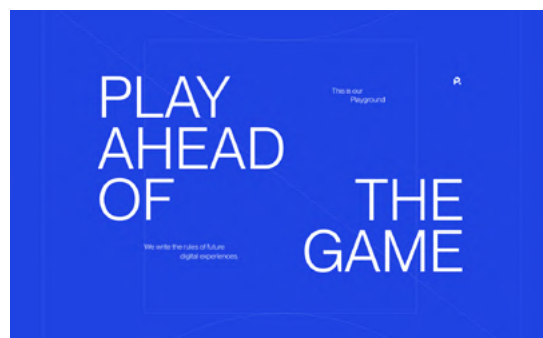 PLAY
AHEAD
OF
THE
GAME
This is our
Playground
We write the rules of future
digital experiences.